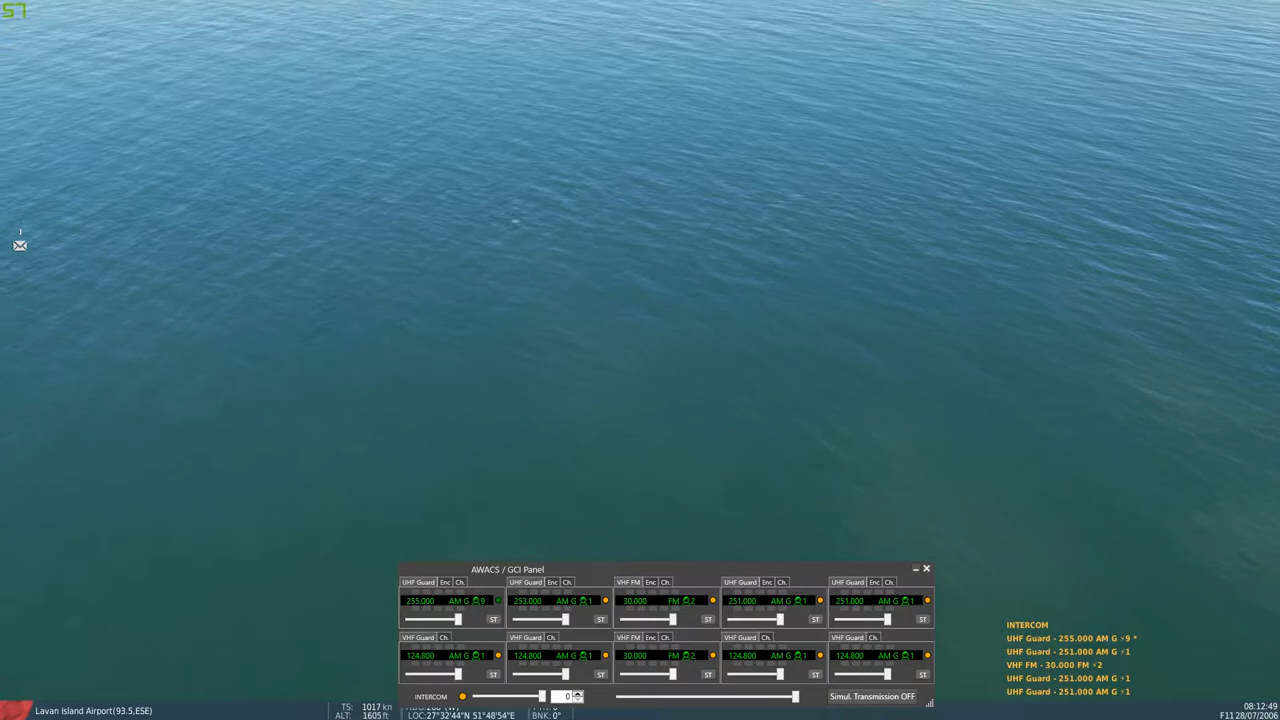 57
1
AWACS / GCI Panel
UHF Guard Enc Ch. UHF Guard Enc Ch. VHF FM Enc Ch. UHF Guard Enc Ch. UHF Guard Enc Ch.
255.000 AM G 9 253.000 AM G 1 30.000 FM 2 251.000 AM G 1 251.000 AM G 1
ST ST ST ST ST
VHF Guard Ch. VHF Guard Ch. VHF FM Enc Ch. VHF Guard Ch. VHF Guard Ch.
124.800 AM G 1 124.800 AM G 1 30.000 FM 2 124.800 AM G 1 124.800 AM G 1
ST ST ST ST ST
INTERCOM 0 Simul. Transmission OFF
INTERCOM
UHF Guard - 255.000 AM G ⚡9 *
UHF Guard - 251.000 AM G ⚡1
VHF FM - 30.000 FM ⚡2
UHF Guard - 251.000 AM G ⚡1
UHF Guard - 251.000 AM G ⚡1
Lavan Island Airport(93.5,ESE)
TS: 1017 kn
ALT: 1605 ft
LOC: 27°32'44"N 51°48'54"E
BNK: 0°
08:12:49
F11 28/07/2006